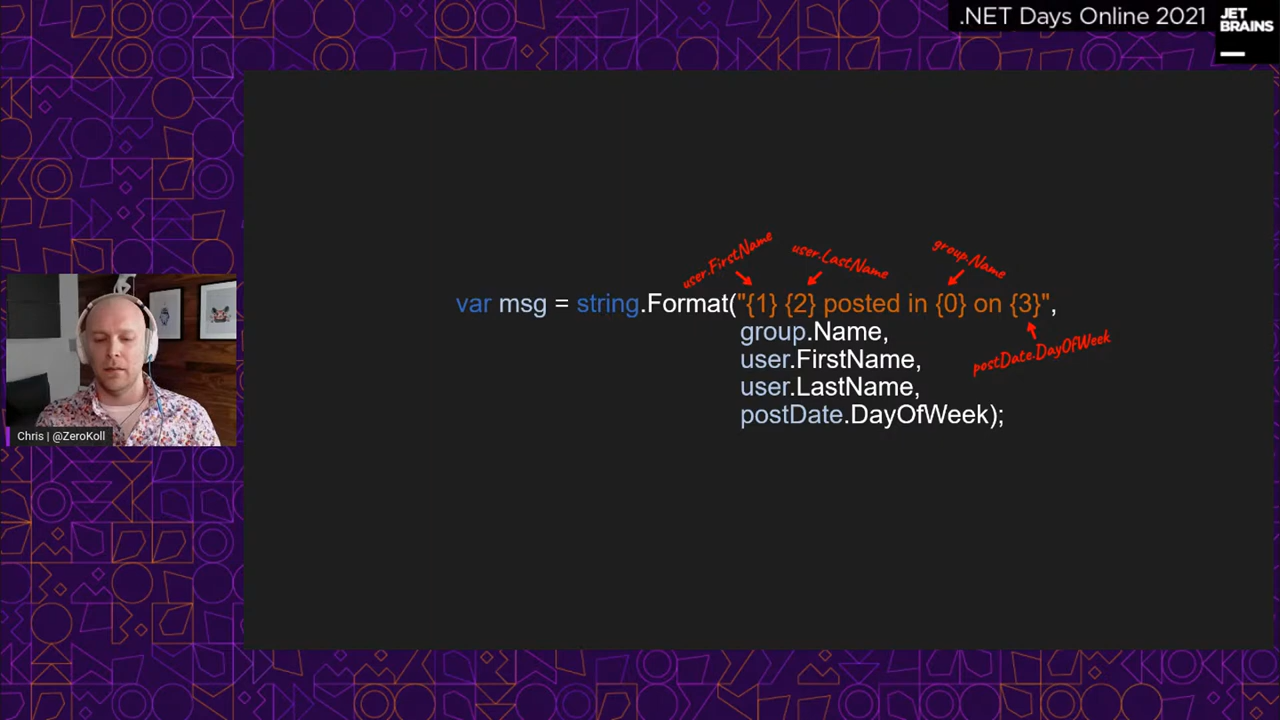 .NET Days Online 2021
JET
BRAINS
user.FirstName
user.LastName
group.Name
var msg = string.Format("{1} {2} posted in {0} on {3}",
group.Name,
user.FirstName,
postDate.DayOfWeek
user.LastName,
postDate.DayOfWeek);
Chris | @ZeroKoll